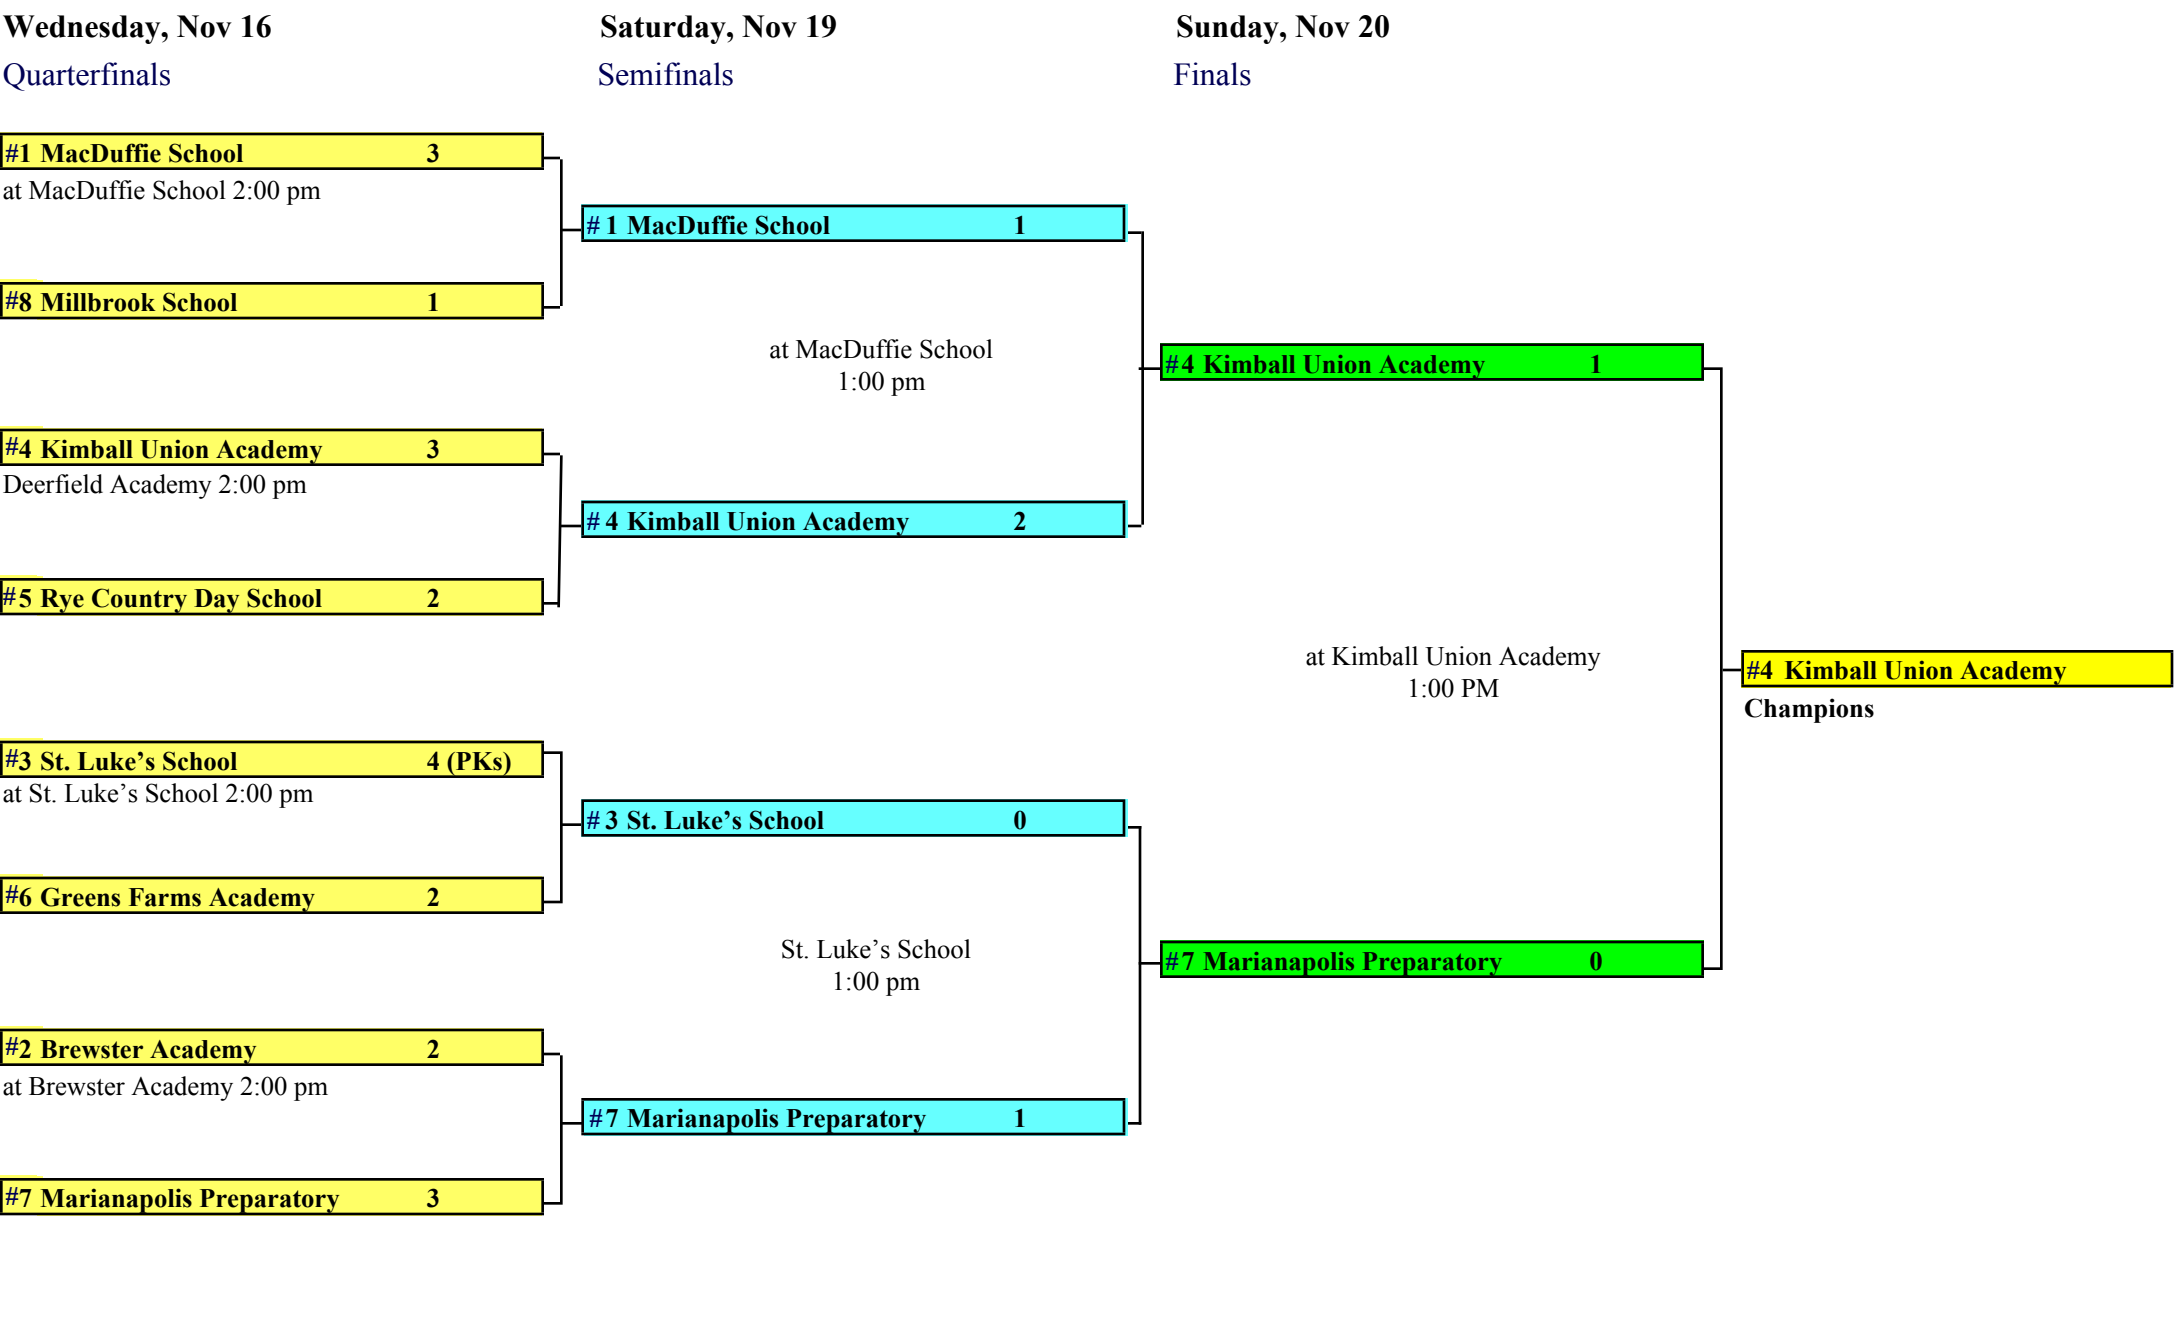 Wednesday, Nov 16 Saturday, Nov 19 Sunday, Nov 20
Quarterfinals Semifinals Finals
#1 MacDuffie School 3
at MacDuffie School 2:00 pm
# 1 MacDuffie School 1
#8 Millbrook School 1
at MacDuffie School
1:00 pm
#4 Kimball Union Academy 1
#4 Kimball Union Academy 3
Deerfield Academy 2:00 pm
# 4 Kimball Union Academy 2
#5 Rye Country Day School 2
at Kimball Union Academy
1:00 PM
#4 Kimball Union Academy
Champions
#3 St. Luke’s School 4 (PKs)
at St. Luke’s School 2:00 pm
# 3 St. Luke’s School 0
#6 Greens Farms Academy 2
St. Luke’s School
1:00 pm
#7 Marianapolis Preparatory 0
#2 Brewster Academy 2
at Brewster Academy 2:00 pm
#7 Marianapolis Preparatory 1
#7 Marianapolis Preparatory 3